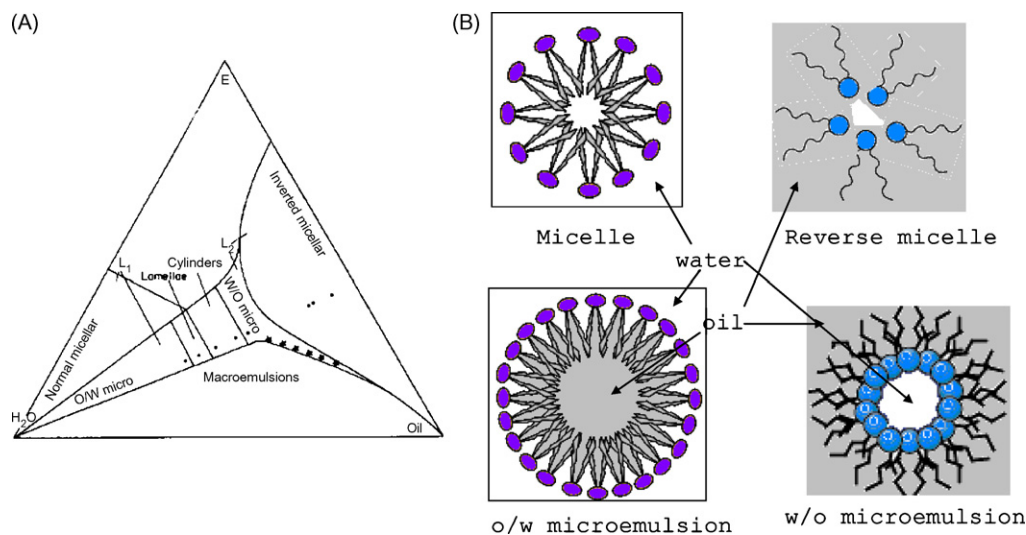 (A)
E
Inverted micellar
L2
Cylinders
L1
Lamellae
W/O micro
Normal micellar
O/W micro
Macroemulsions
H2O
Oil
(B)
Micelle
Reverse micelle
water
oil
o/w microemulsion
w/o microemulsion